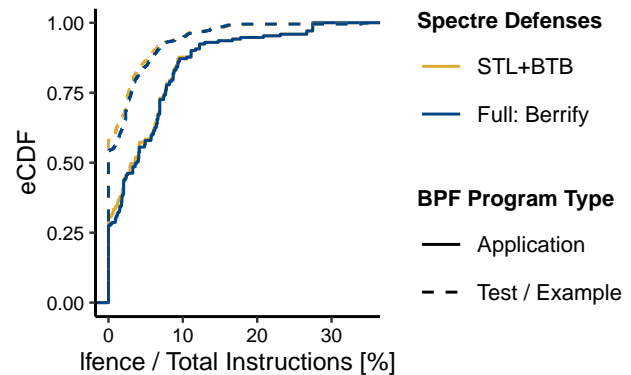 1.00
0.75
0.50
0.25
0.00
eCDF
0 10 20 30
lfence / Total Instructions [%]
Spectre Defenses
STL+BTB
Full: Berrify
BPF Program Type
Application
Test / Example